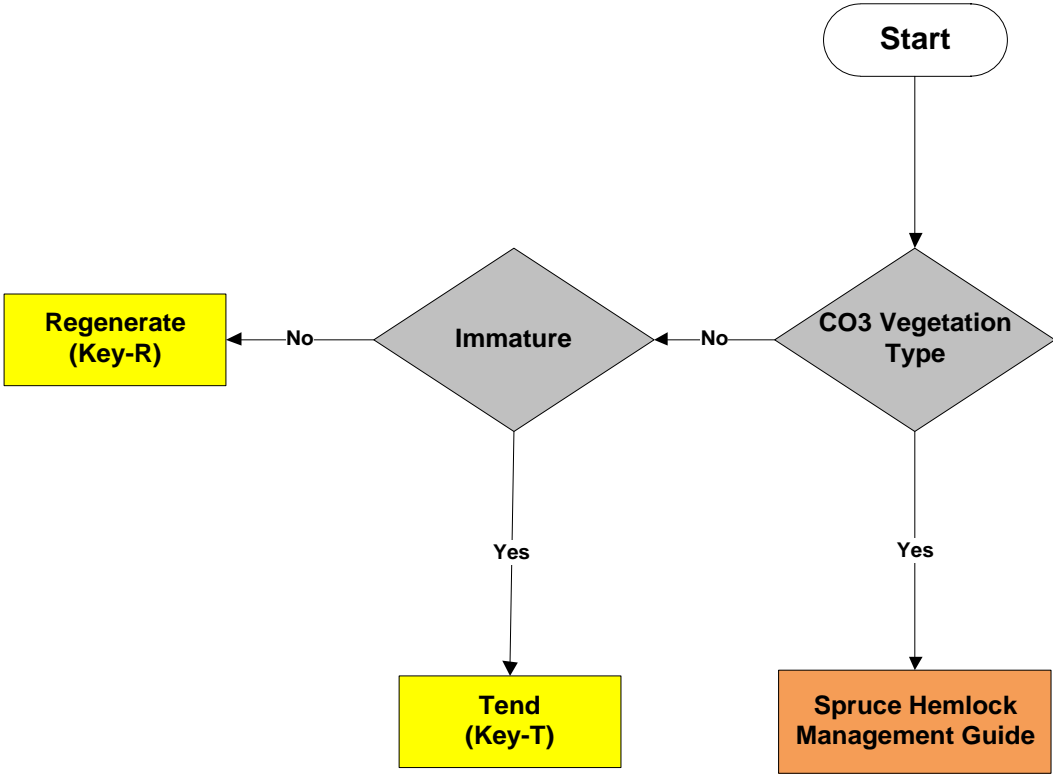 Start
CO3 Vegetation
Type
No
Immature
No
Regenerate
(Key-R)
Yes
Yes
Tend
(Key-T)
Spruce Hemlock
Management Guide